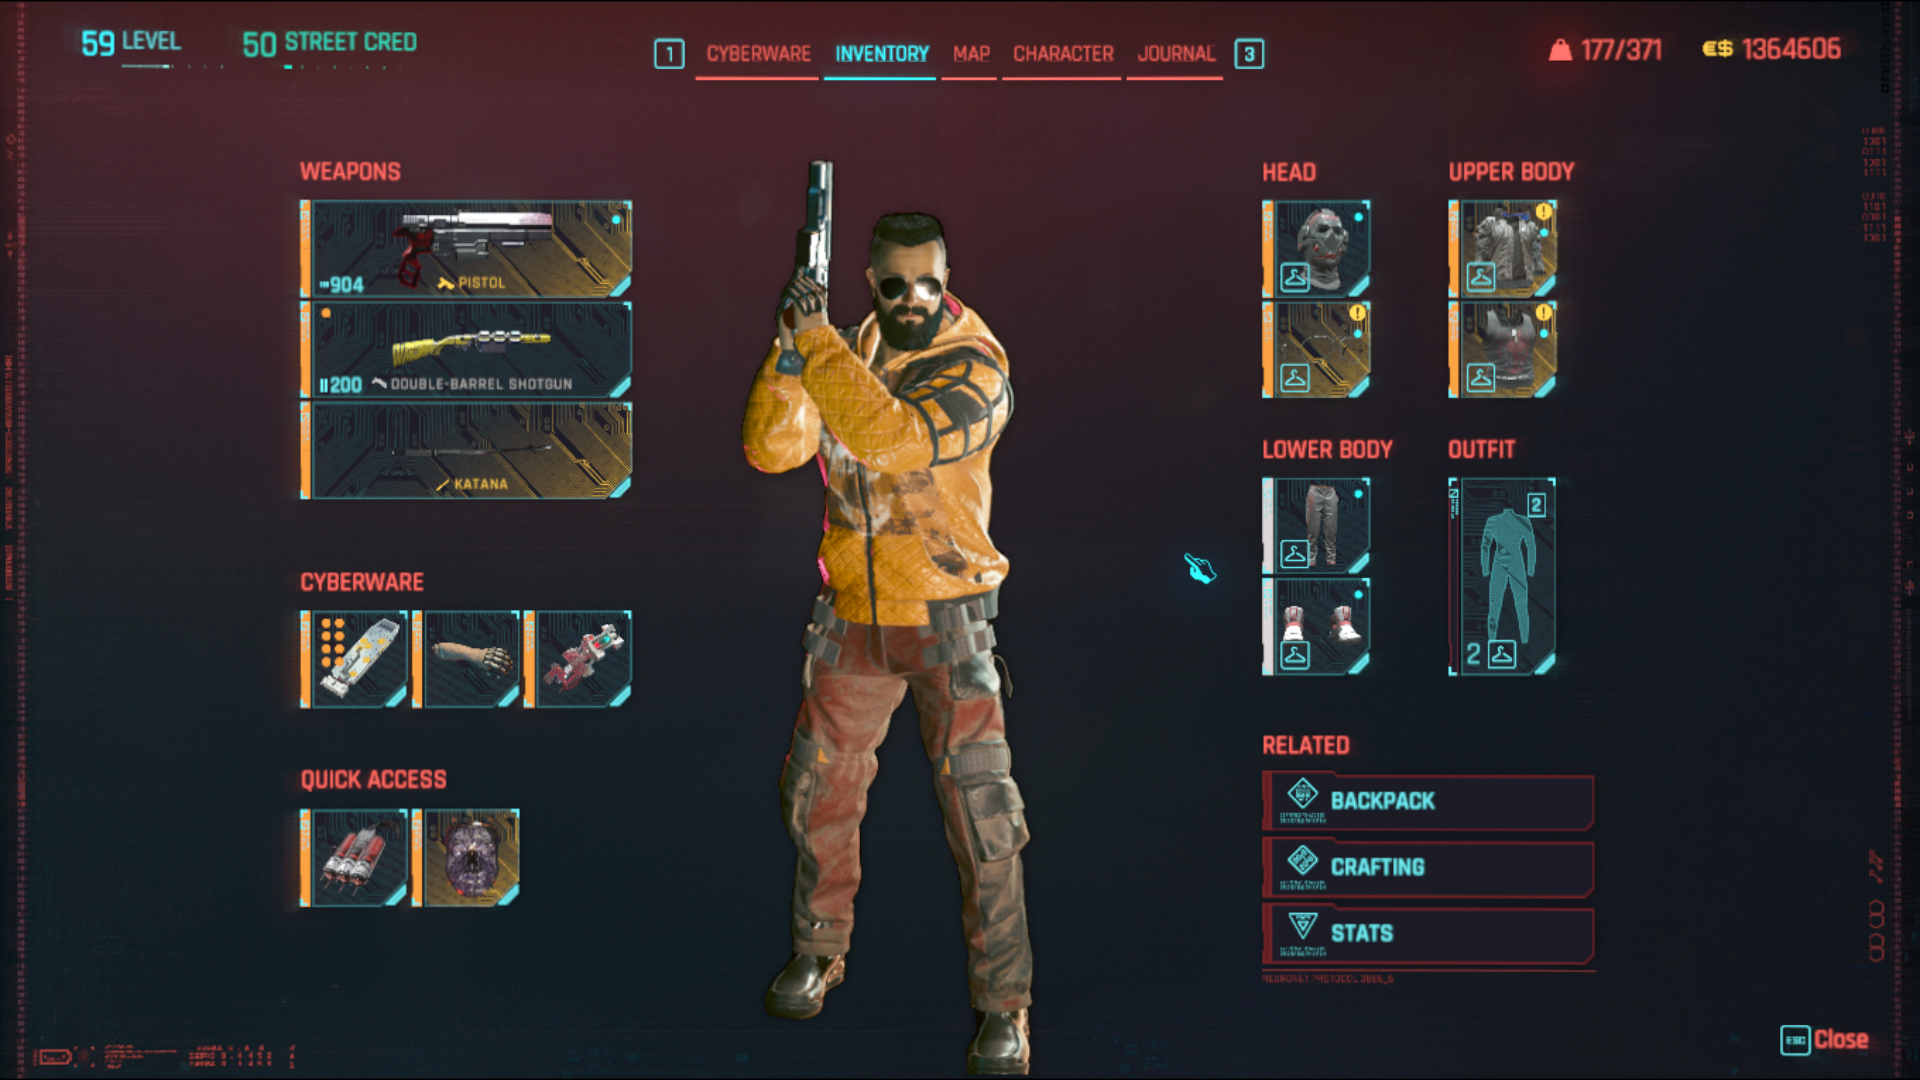 59 LEVEL
50 STREET CRED
1 CYBERWARE INVENTORY MAP CHARACTER JOURNAL 3
177/371
€$ 1364606
WEAPONS
904 PISTOL
200 DOUBLE-BARREL SHOTGUN
KATANA
CYBERWARE
QUICK ACCESS
HEAD
UPPER BODY
LOWER BODY
OUTFIT
2
2
RELATED
BACKPACK
CRAFTING
STATS
ESC Close